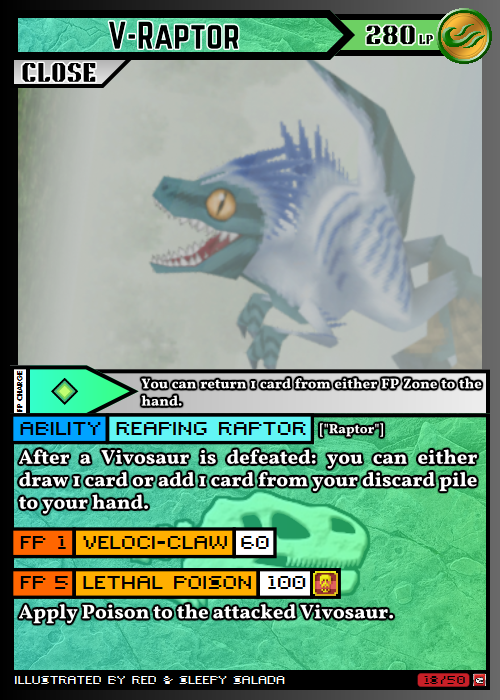 V-Raptor
280 LP
CLOSE
FP CHARGE
You can return 1 card from either FP Zone to the
hand.
ABILITY REAPING RAPTOR ["Raptor"]
After a Vivosaur is defeated: you can either
draw 1 card or add 1 card from your discard pile
to your hand.
FP 1 VELOCI-CLAW 60
FP 5 LETHAL POISON 100
Apply Poison to the attacked Vivosaur.
ILLUSTRATED BY RED & SLEEPY SALADA
18/50